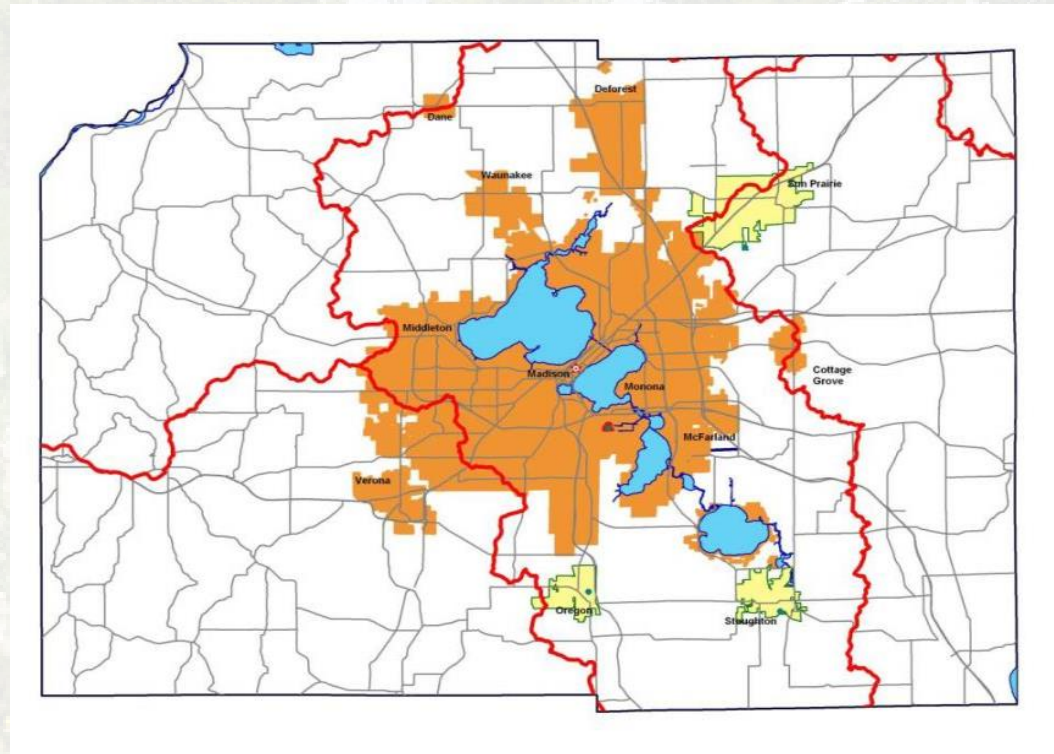 Deforest
Dane
Waunakee
Sun Prairie
Middleton
Madison
Monona
Cottage
Grove
McFarland
Verona
Oregon
Stoughton